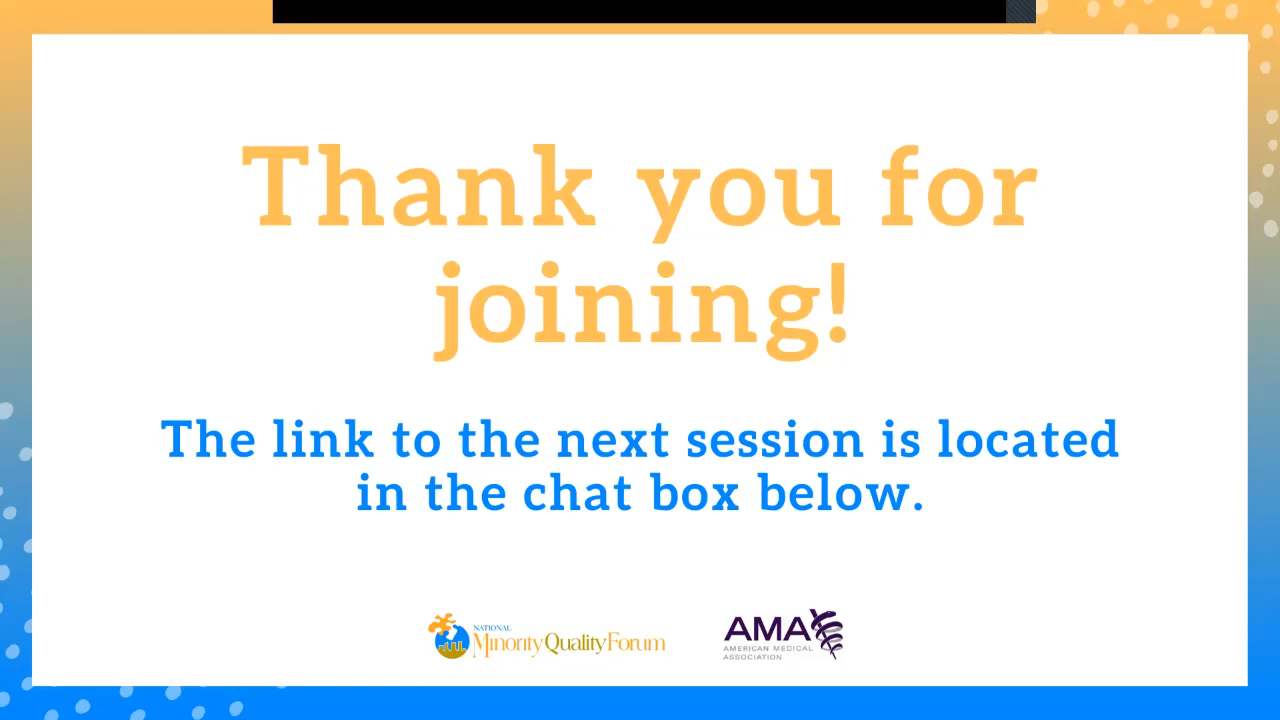 Thank you for
joining!
The link to the next session is located
in the chat box below.
NATIONAL
Minority Quality Forum
AMA
AMERICAN MEDICAL
ASSOCIATION